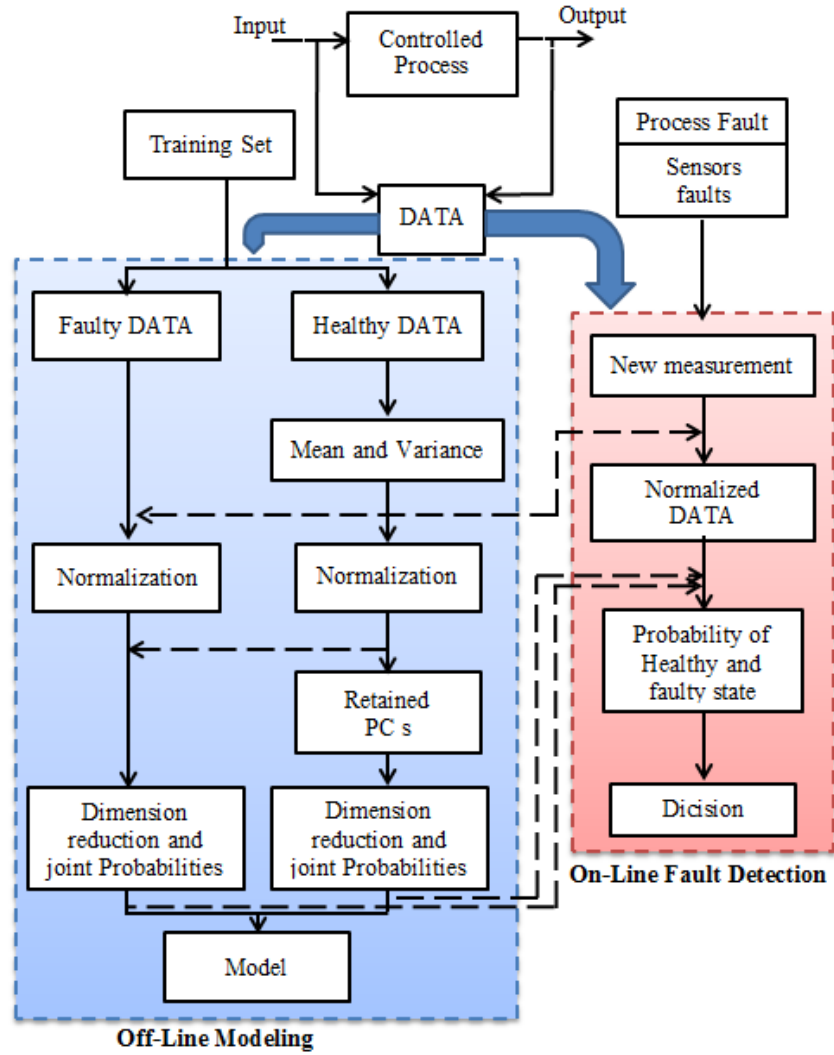 Input
Controlled
Process
Output
Training Set
Process Fault
Sensors
faults
DATA
Faulty DATA
Healthy DATA
New measurement
Mean and Variance
Normalized
DATA
Normalization
Normalization
Probability of
Healthy and
faulty state
Retained
PC s
Dimension
reduction and
joint Probabilities
Dimension
reduction and
joint Probabilities
Dicision
On-Line Fault Detection
Model
Off-Line Modeling